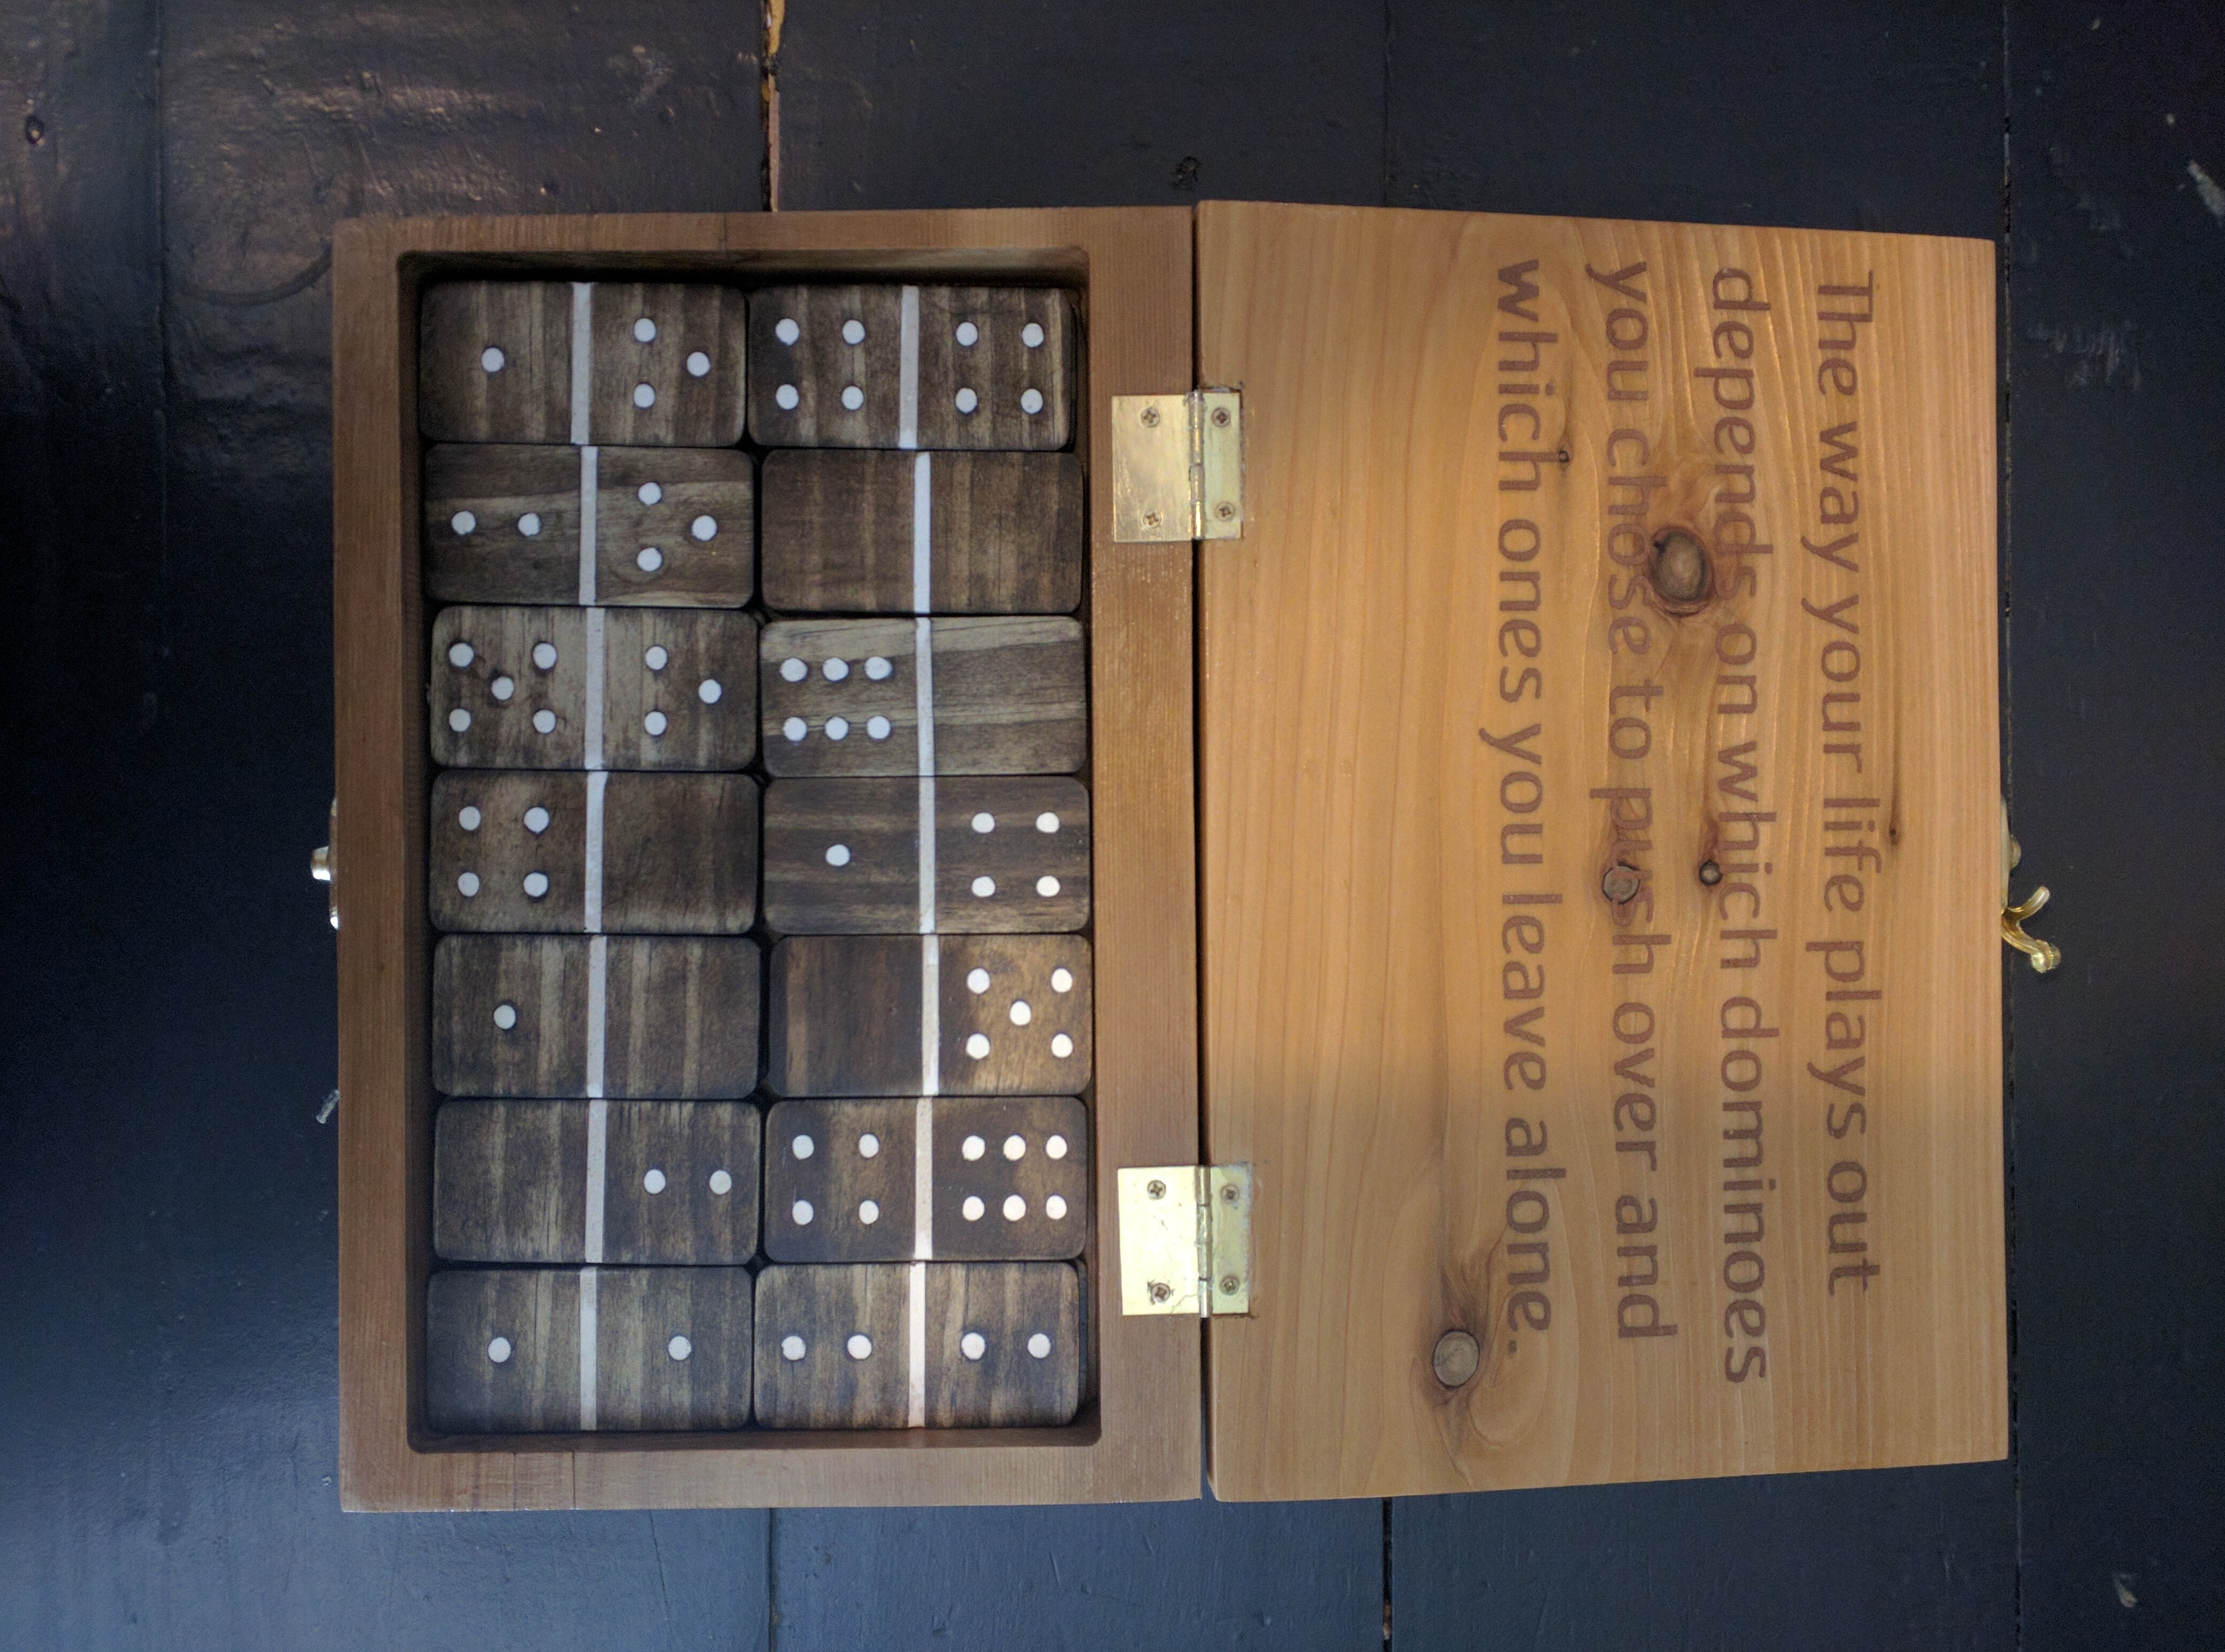 The way your life plays out
depends on which dominoes
you chose to push over and
which ones you leave alone.